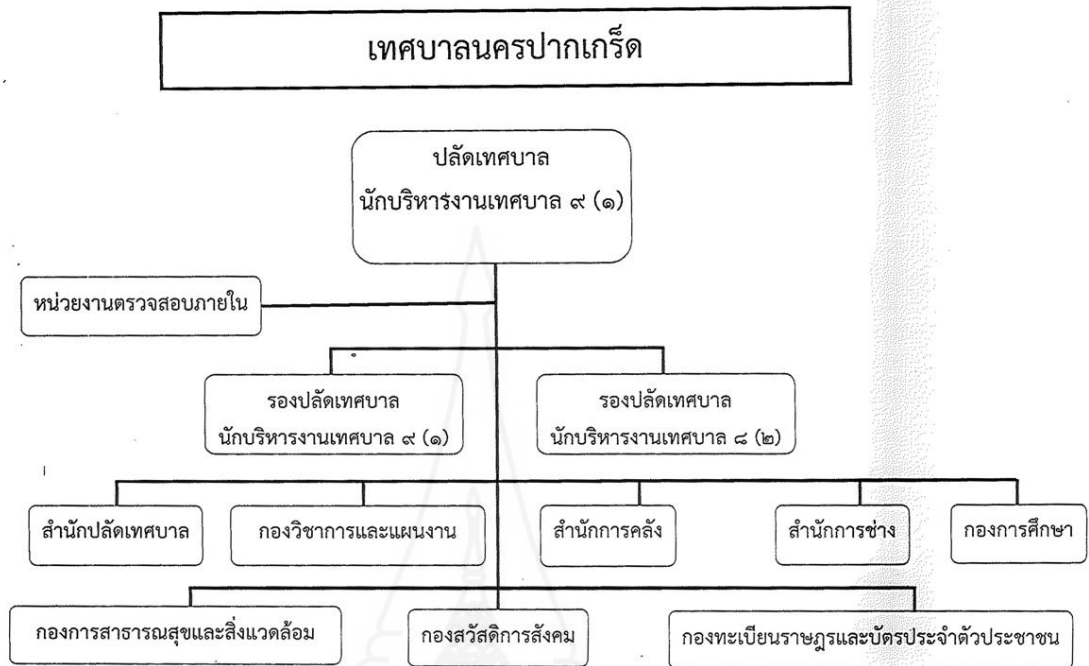 เทศบาลนครปากเกร็ด
ปลัดเทศบาล
นักบริหารงานเทศบาล ๙ (๑)
หน่วยงานตรวจสอบภายใน
รองปลัดเทศบาล
นักบริหารงานเทศบาล ๙ (๑)
รองปลัดเทศบาล
นักบริหารงานเทศบาล ๘ (๒)
สำนักปลัดเทศบาล
กองวิชาการและแผนงาน
สำนักการคลัง
สำนักการช่าง
กองการศึกษา
กองการสาธารณสุขและสิ่งแวดล้อม
กองสวัสดิการสังคม
กองทะเบียนราษฎรและบัตรประจำตัวประชาชน